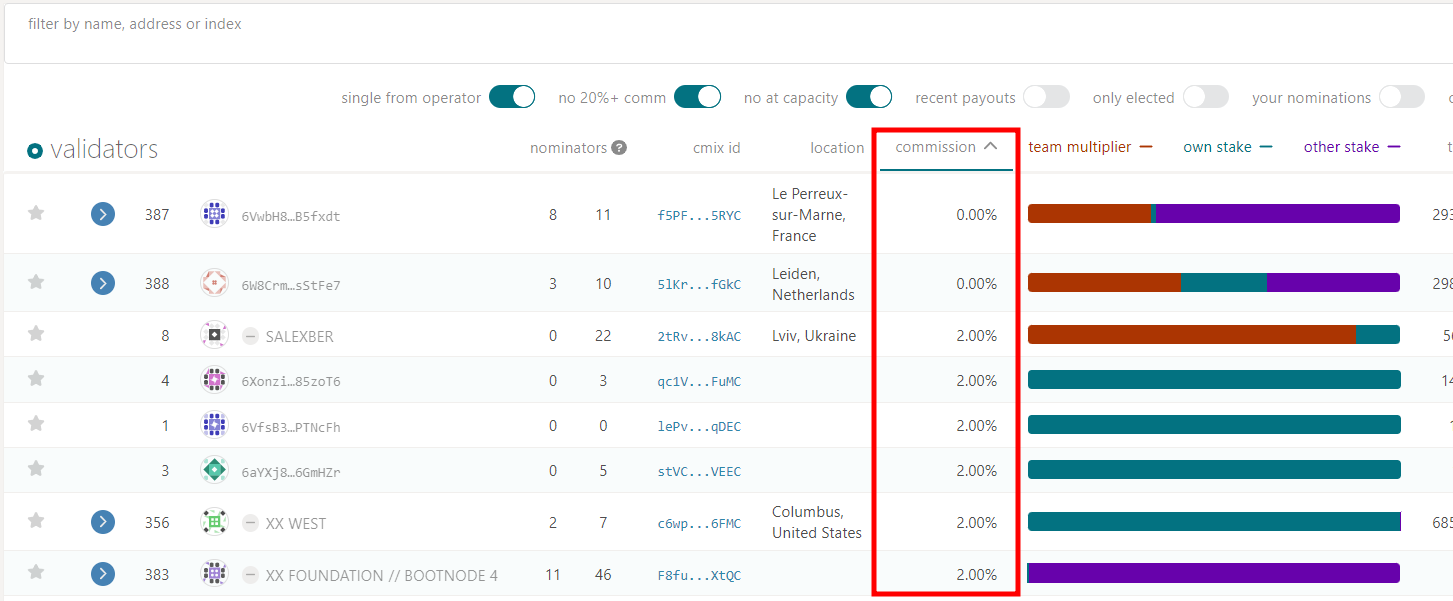 filter by name, address or index
single from operator no 20%+ comm no at capacity recent payouts only elected your nominations
validators nominators ? cmix id location commission team multiplier own stake other stake
387 6VwbH8…B5fxdt 8 11 f5PF...5RYC Le Perreux-
sur-Marne,
France 0.00% 293
388 6W8Crm…sStFe7 3 10 5lKr...fGkC Leiden,
Netherlands 0.00% 298
8 SALEXBER 0 22 2tRv...8kAC Lviv, Ukraine 2.00%
4 6Xonzi…85zoT6 0 3 qc1V...FuMC 2.00% 14
1 6VfsB3…PTNcFh 0 0 lePv...qDEC 2.00%
3 6aYXj8…6GmHZr 0 5 stVC...VEEC 2.00%
356 XX WEST 2 7 c6wp...6FMC Columbus,
United States 2.00% 685
383 XX FOUNDATION // BOOTNODE 4 11 46 F8fu...XtQC 2.00%